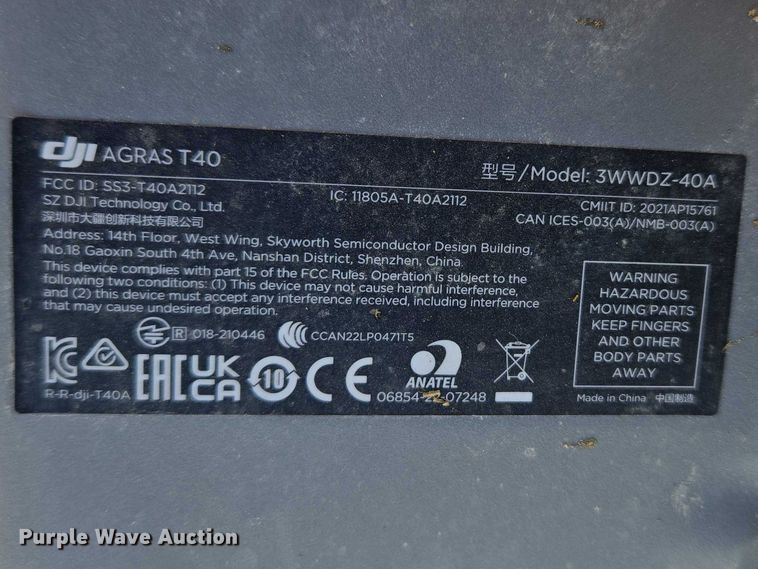 dji AGRAS T40
型号/Model: 3WWDZ-40A
FCC ID: SS3-T40A2112
IC: 11805A-T40A2112
CMIIT ID: 2021AP15761
SZ DJI Technology Co., Ltd.
CAN ICES-003(A)/NMB-003(A)
深圳市大疆创新科技有限公司
Address: 14th Floor, West Wing, Skyworth Semiconductor Design Building,
No.18 Gaoxin South 4th Ave, Nanshan District, Shenzhen, China
This device complies with part 15 of the FCC Rules. Operation is subject to the
following two conditions: (1) This device may not cause harmful interference,
and (2) this device must accept any interference received, including interference
that may cause undesired operation.
WARNING
HAZARDOUS
MOVING PARTS
KEEP FINGERS
AND OTHER
BODY PARTS
AWAY
R 018-210446
CCAN22LP0471T5
KC
EAC
UK
CA
10
CE
ANATEL
R-R-dji-T40A
06854-22-07248
Made in China 中国制造
Purple Wave Auction